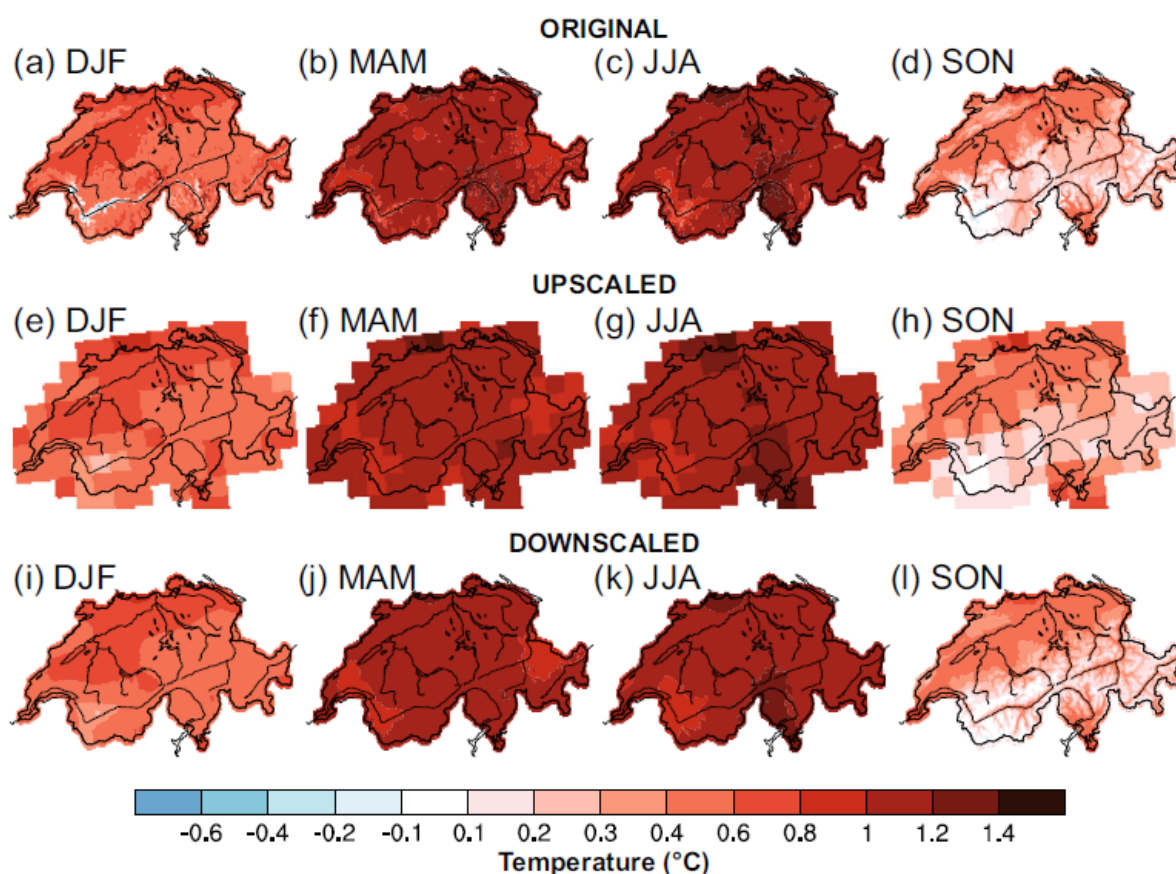 ORIGINAL
(a) DJF (b) MAM (c) JJA (d) SON
UPSCALED
(e) DJF (f) MAM (g) JJA (h) SON
DOWNSCALED
(i) DJF (j) MAM (k) JJA (l) SON
-0.6 -0.4 -0.2 -0.1 0.1 0.2 0.3 0.4 0.6 0.8 1 1.2 1.4
Temperature (°C)